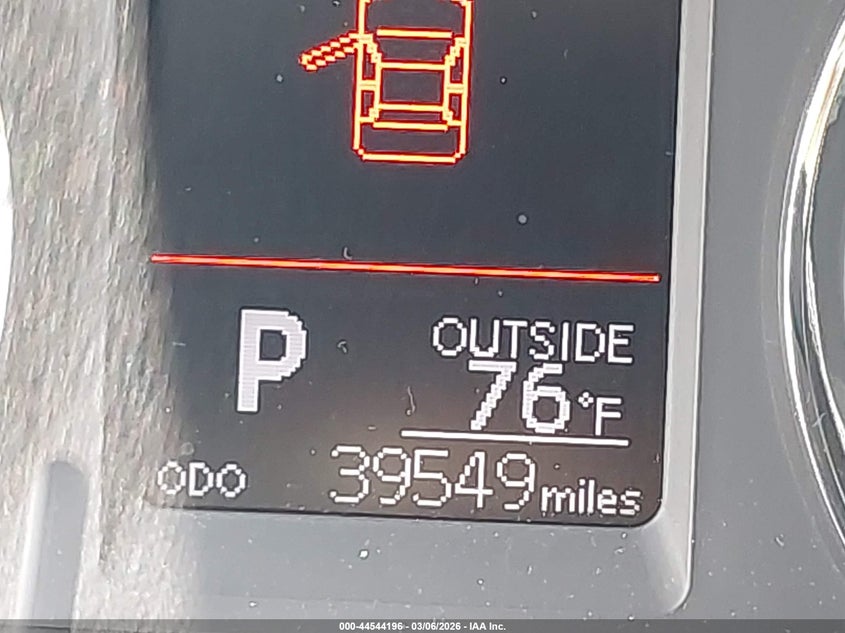 P
OUTSIDE
76°F
ODO 39549 miles
000-44544196 - 03/06/2026 - IAA Inc.